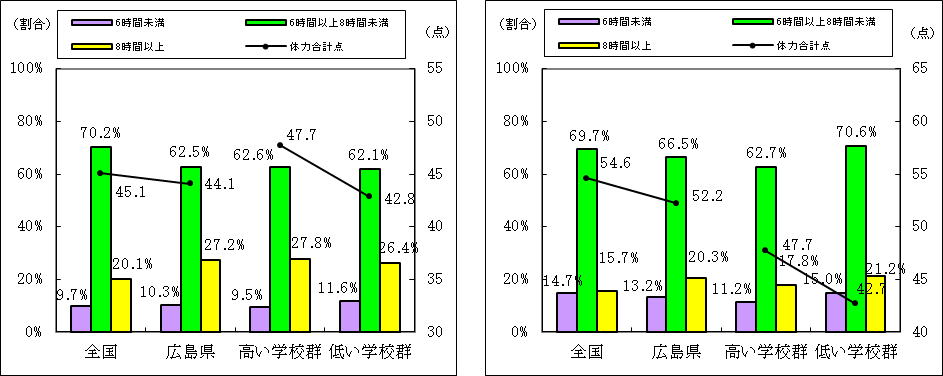 (割合)
6時間未満
6時間以上8時間未満
8時間以上
体力合計点
(点)
100%
80%
60%
40%
20%
0%
55
50
45
40
35
30
70.2%
62.5%
62.6%
47.7
62.1%
45.1
44.1
42.8
20.1%
27.2%
27.8%
26.4%
9.7%
10.3%
9.5%
11.6%
全国
広島県
高い学校群
低い学校群
(割合)
6時間未満
6時間以上8時間未満
8時間以上
体力合計点
(点)
100%
80%
60%
40%
20%
0%
65
60
55
50
45
40
69.7%
66.5%
62.7%
70.6%
54.6
52.2
47.7
42.7
14.7%
15.7%
13.2%
20.3%
11.2%
17.8%
15.0%
21.2%
全国
広島県
高い学校群
低い学校群